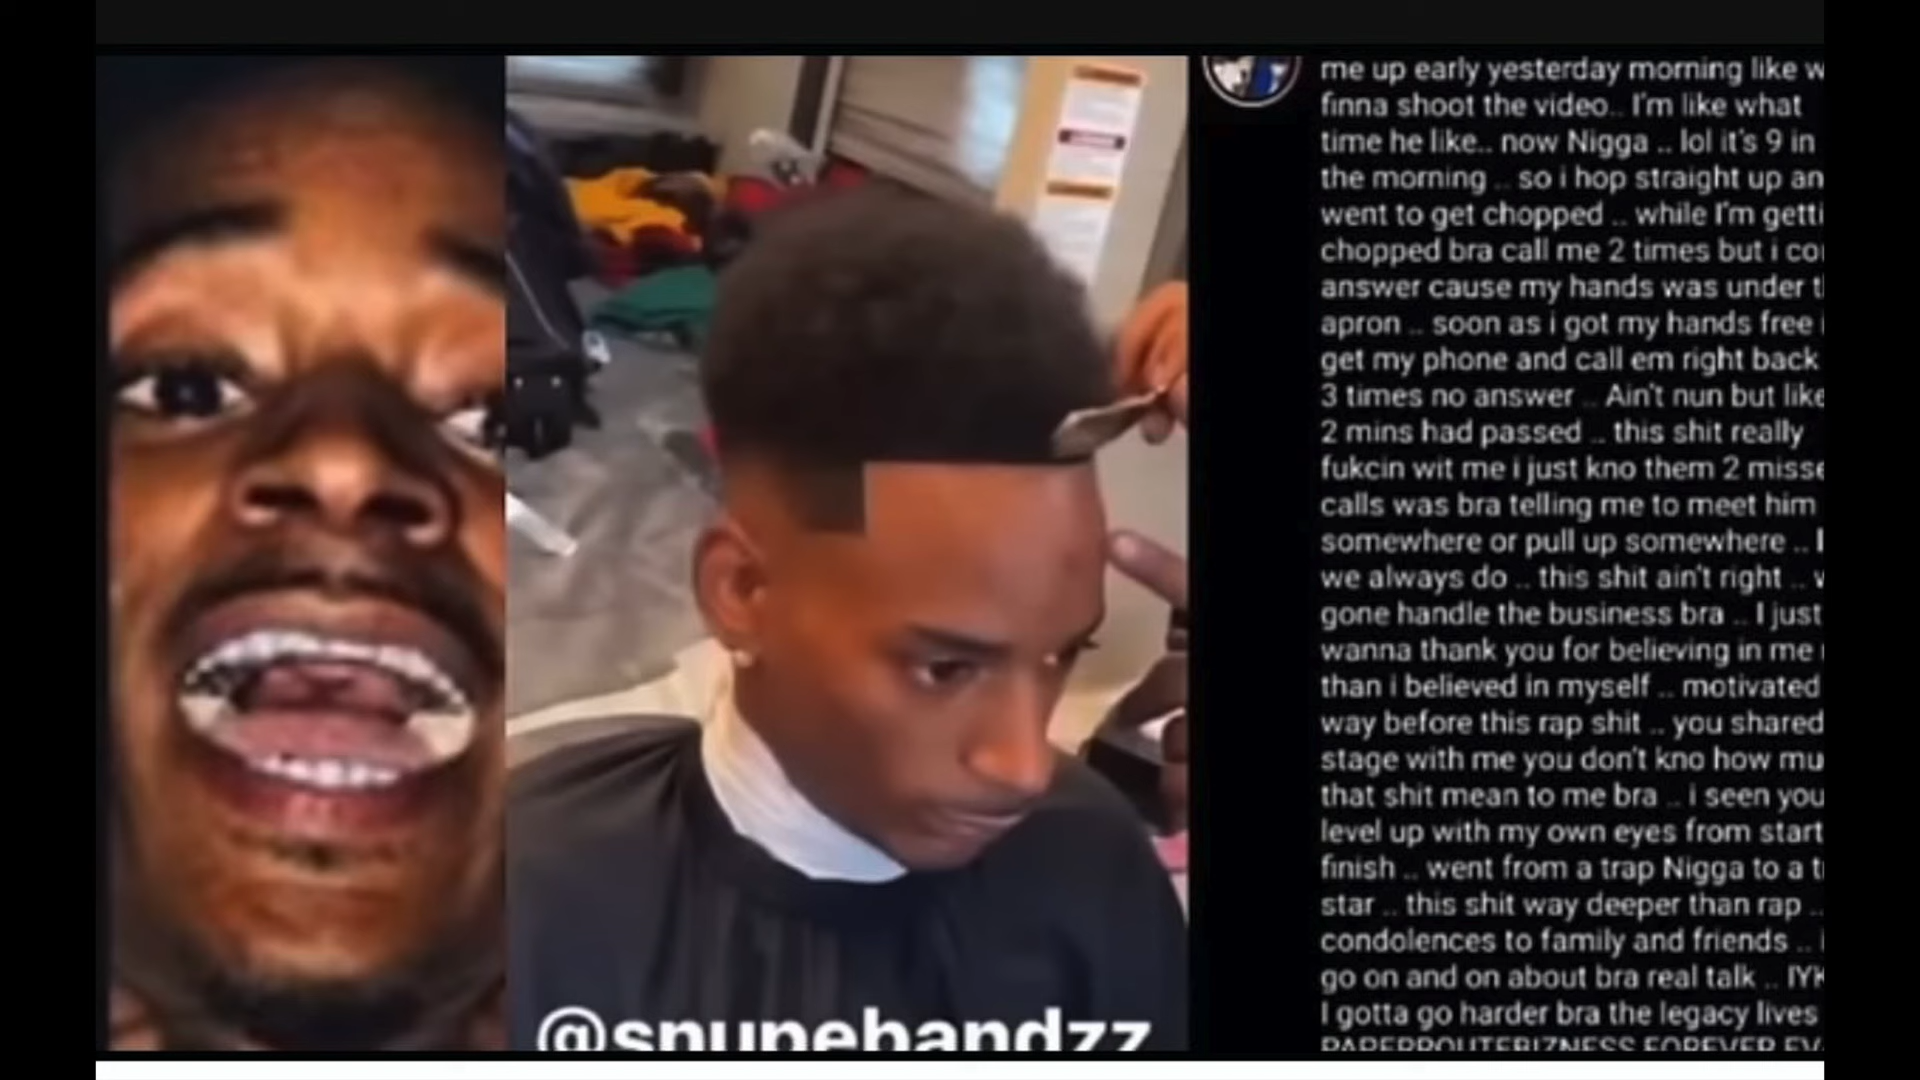 @snupebandzz
me up early yesterday morning like w
finna shoot the video.. I'm like what
time he like.. now Nigga .. lol it's 9 in
the morning .. so i hop straight up an
went to get chopped .. while I'm getti
chopped bra call me 2 times but i co
answer cause my hands was under t
apron .. soon as i got my hands free
get my phone and call em right back
3 times no answer .. Ain't nun but like
2 mins had passed .. this shit really
fukcin wit me i just kno them 2 misse
calls was bra telling me to meet him
somewhere or pull up somewhere .. l
we always do .. this shit ain't right ..
gone handle the business bra .. I just
wanna thank you for believing in me
than i believed in myself .. motivated
way before this rap shit .. you shared
stage with me you don't kno how mu
that shit mean to me bra .. i seen you
level up with my own eyes from start
finish .. went from a trap Nigga to a t
star .. this shit way deeper than rap ..
condolences to family and friends ..
go on and on about bra real talk .. IYK
I gotta go harder bra the legacy lives
PAPERROUTEBIZNESS FOREVER EV